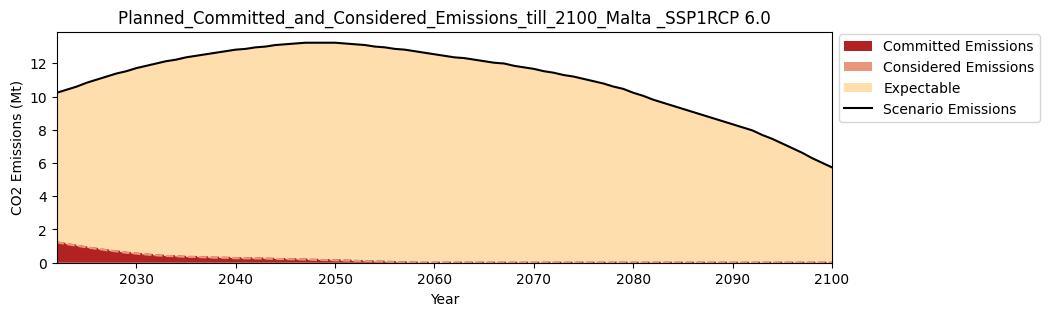 Planned_Committed_and_Considered_Emissions_till_2100_Malta _SSP1RCP 6.0
CO2 Emissions (Mt)
12
10
8
6
4
2
0
2030 2040 2050 2060 2070 2080 2090 2100
Year
Committed Emissions
Considered Emissions
Expectable
Scenario Emissions